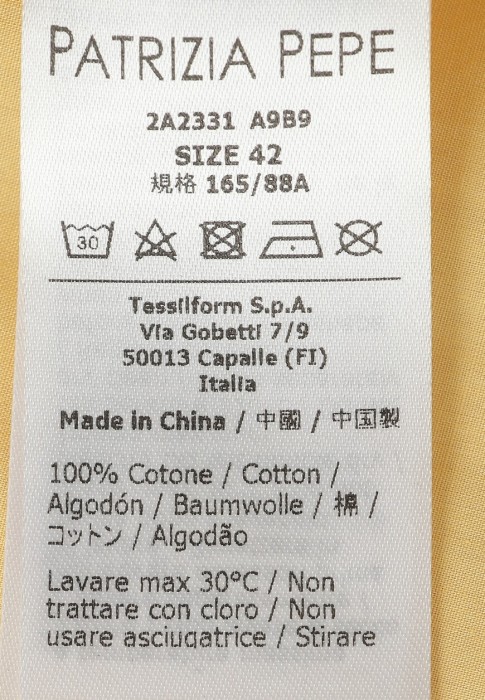 PATRIZIA PEPE
2A2331 A9B9
SIZE 42
規格 165/88A
30
Tessilform S.p.A.
Via Gobetti 7/9
50013 Capalle (FI)
Italia
Made in China / 中國 / 中国製
100% Cotone / Cotton /
Algodón / Baumwolle / 棉 /
コットン / Algodão
Lavare max 30°C / Non
trattare con cloro / Non
usare asciugatrice / Stirare